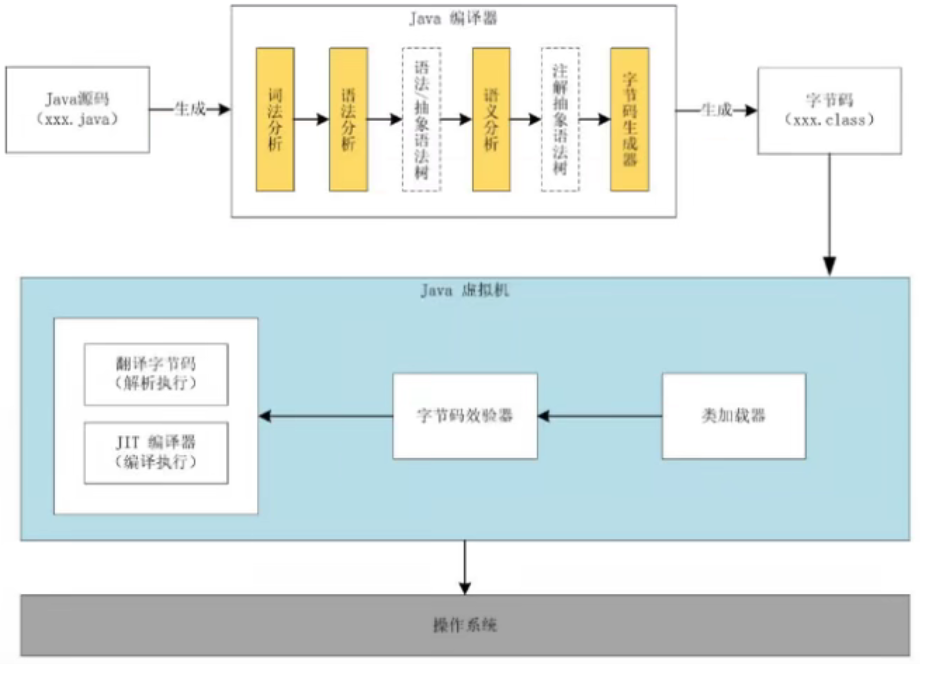 Java 编译器
Java源码
（xxx.java）
生成
词法分析
语法分析
语法/抽象语法树
语义分析
注解抽象语法树
字节码生成器
生成
字节码
（xxx.class）
Java 虚拟机
翻译字节码
（解析执行）
JIT 编译器
（编译执行）
字节码效验器
类加载器
操作系统